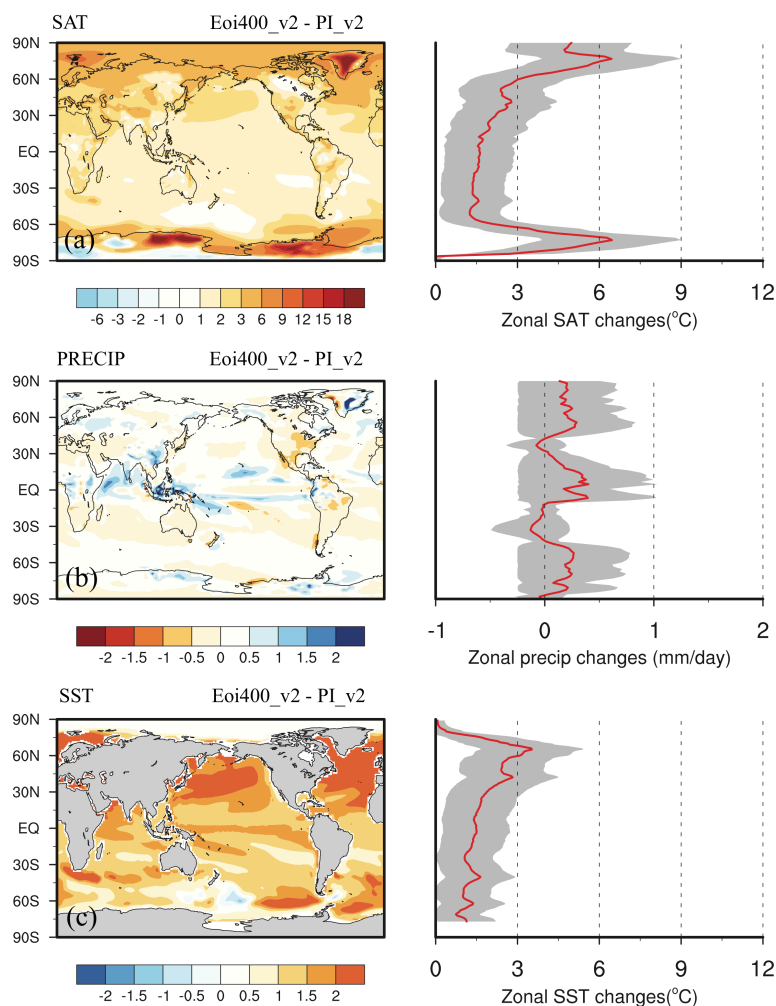 SAT Eoi400_v2 - PI_v2
90N
60N
30N
EQ
30S
60S
90S
(a)
-6 -3 -2 -1 0 1 2 3 6 9 12 15 18
0 3 6 9 12
Zonal SAT changes(°C)
PRECIP Eoi400_v2 - PI_v2
90N
60N
30N
EQ
30S
60S
90S
(b)
-2 -1.5 -1 -0.5 0 0.5 1 1.5 2
-1 0 1 2
Zonal precip changes (mm/day)
SST Eoi400_v2 - PI_v2
90N
60N
30N
EQ
30S
60S
90S
(c)
-2 -1.5 -1 -0.5 0 0.5 1 1.5 2
0 3 6 9 12
Zonal SST changes(°C)